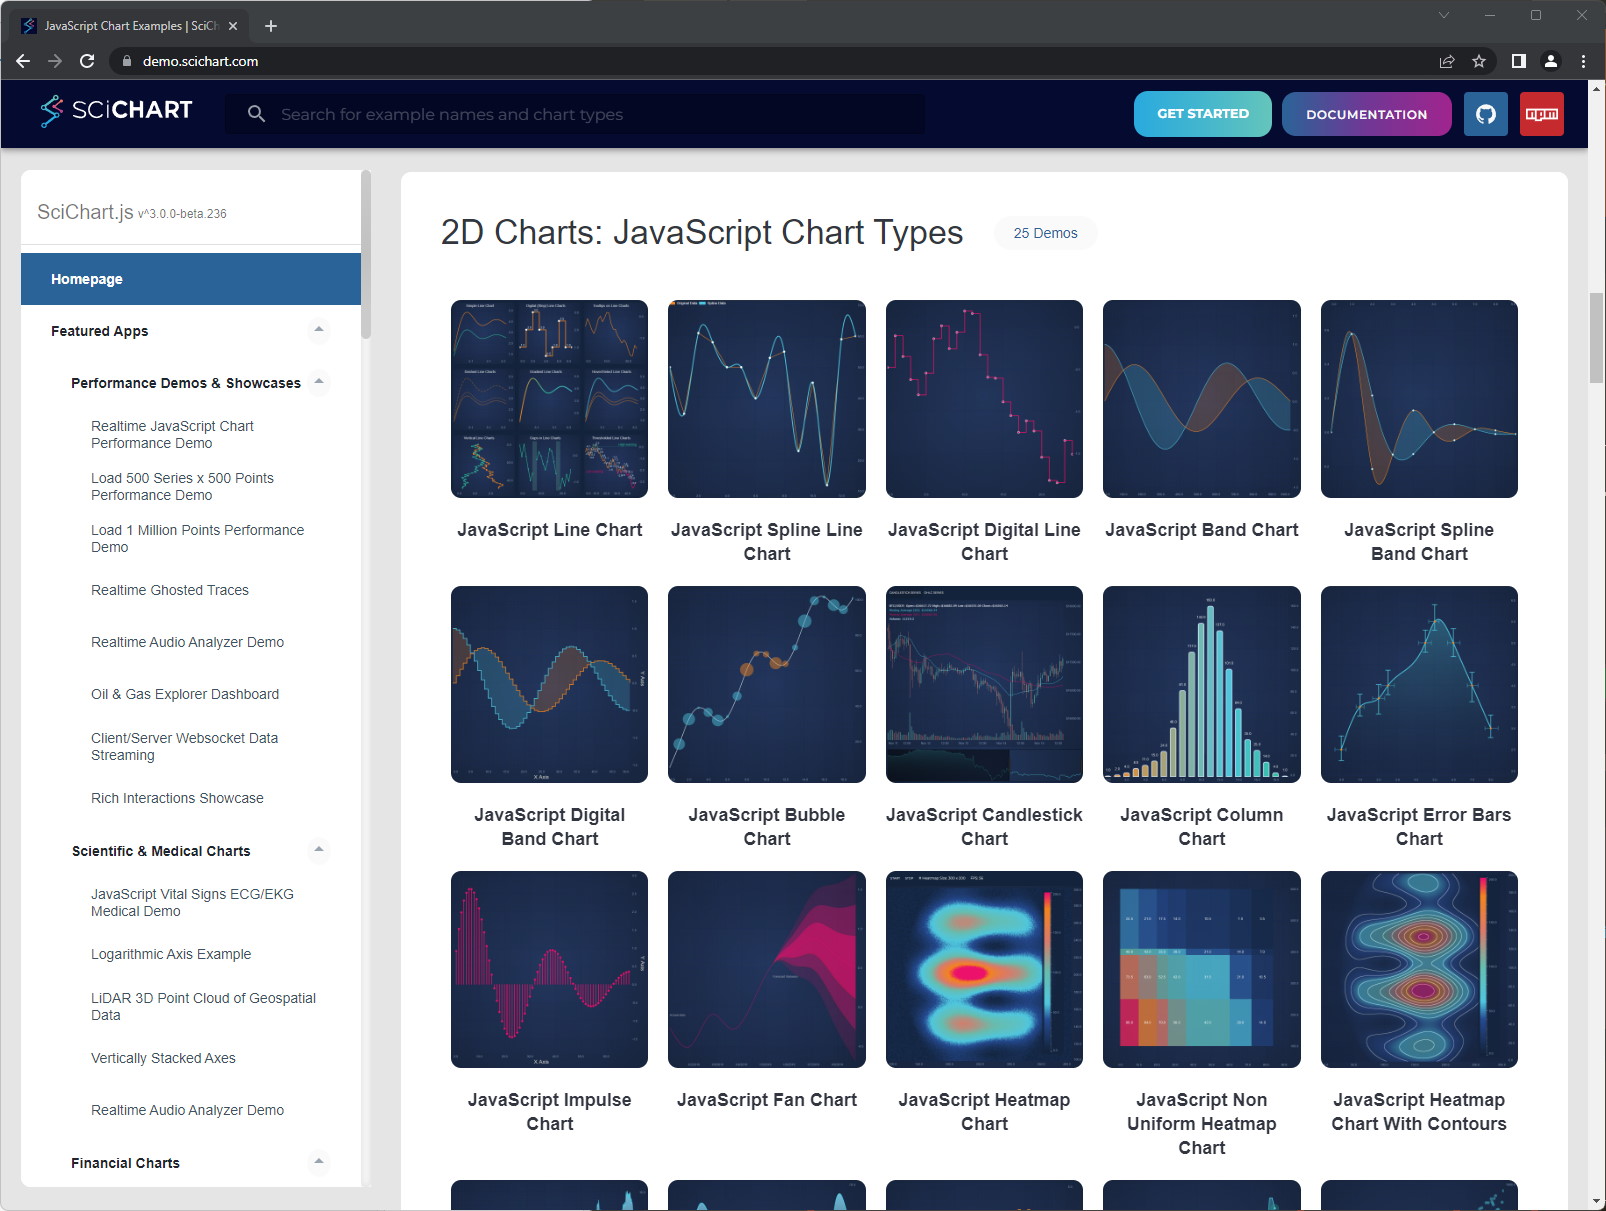 JavaScript Chart Examples | SciCh
demo.scichart.com
SCiCHART
Search for example names and chart types
GET STARTED
DOCUMENTATION
npm
SciChart.js v^3.0.0-beta.236
Homepage
Featured Apps
Performance Demos & Showcases
Realtime JavaScript Chart
Performance Demo
Load 500 Series x 500 Points
Performance Demo
Load 1 Million Points Performance
Demo
Realtime Ghosted Traces
Realtime Audio Analyzer Demo
Oil & Gas Explorer Dashboard
Client/Server Websocket Data
Streaming
Rich Interactions Showcase
Scientific & Medical Charts
JavaScript Vital Signs ECG/EKG
Medical Demo
Logarithmic Axis Example
LiDAR 3D Point Cloud of Geospatial
Data
Vertically Stacked Axes
Realtime Audio Analyzer Demo
Financial Charts
2D Charts: JavaScript Chart Types
25 Demos
JavaScript Line Chart
JavaScript Spline Line
Chart
JavaScript Digital Line
Chart
JavaScript Band Chart
JavaScript Spline
Band Chart
X Axis
Y Axis
JavaScript Digital
Band Chart
JavaScript Bubble
Chart
JavaScript Candlestick
Chart
JavaScript Column
Chart
JavaScript Error Bars
Chart
X Axis
Y Axis
JavaScript Impulse
Chart
JavaScript Fan Chart
JavaScript Heatmap
Chart
JavaScript Non
Uniform Heatmap
Chart
JavaScript Heatmap
Chart With Contours